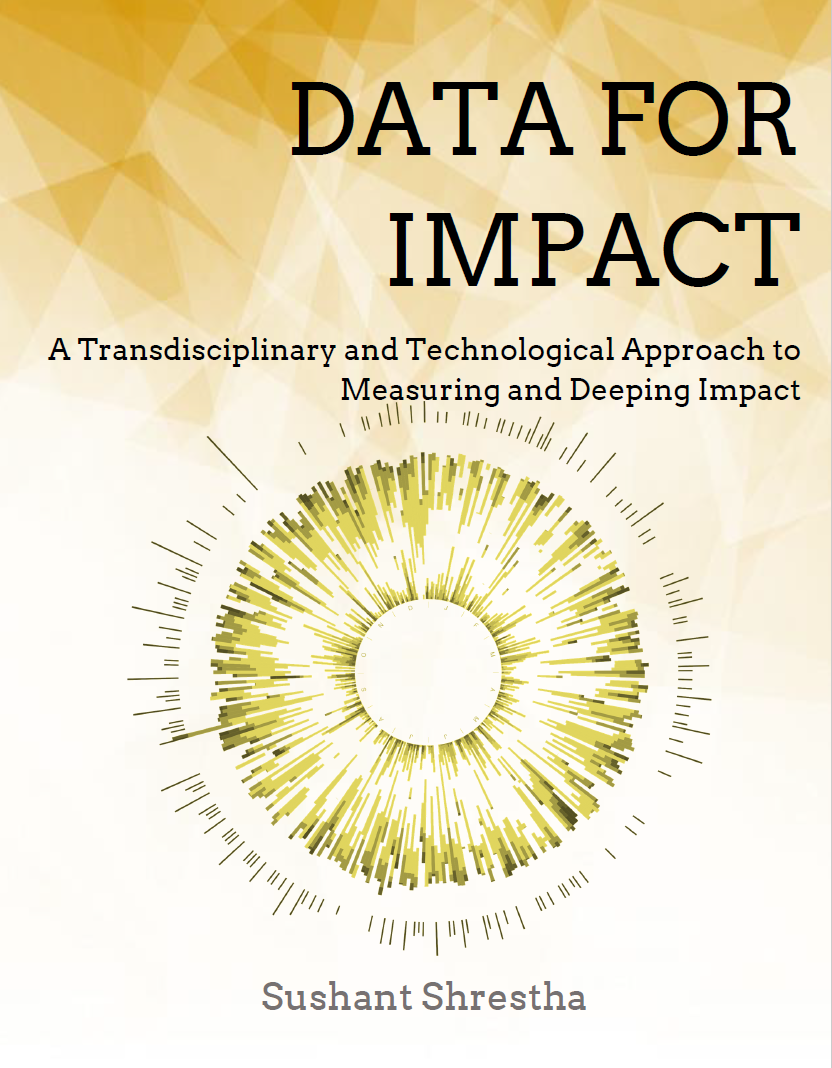 DATA FOR
IMPACT
A Transdisciplinary and Technological Approach to
Measuring and Deeping Impact
Sushant Shrestha